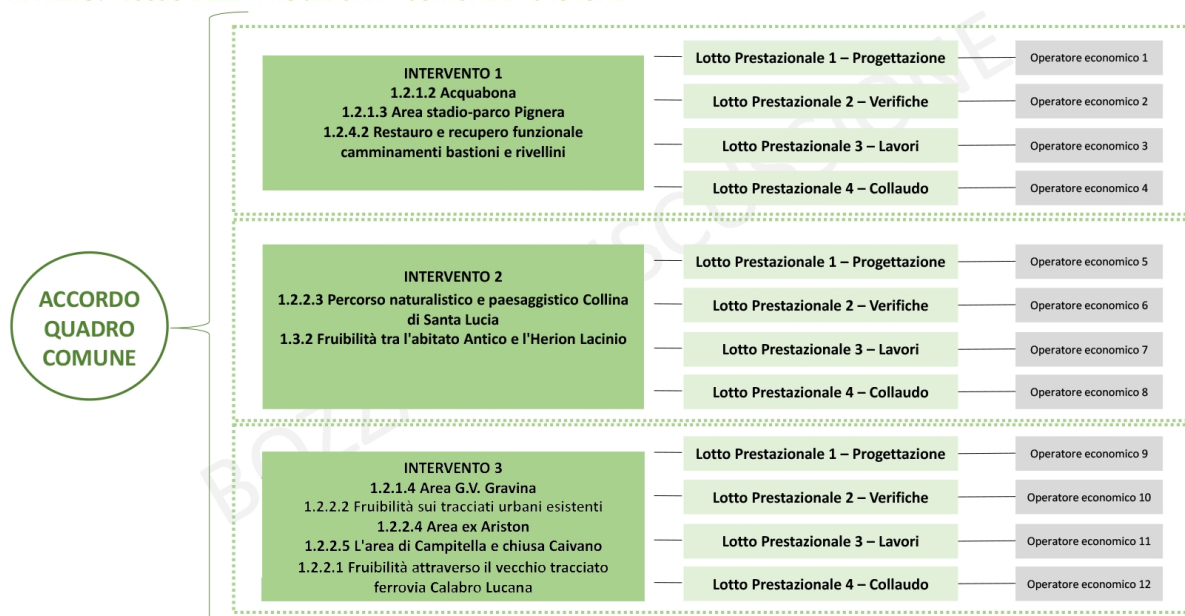 ACCORDO
QUADRO
COMUNE
INTERVENTO 1
1.2.1.2 Acquabona
1.2.1.3 Area stadio-parco Pignera
1.2.4.2 Restauro e recupero funzionale
camminamenti bastioni e rivellini
Lotto Prestazionale 1 – Progettazione
Operatore economico 1
Lotto Prestazionale 2 – Verifiche
Operatore economico 2
Lotto Prestazionale 3 – Lavori
Operatore economico 3
Lotto Prestazionale 4 – Collaudo
Operatore economico 4
INTERVENTO 2
1.2.2.3 Percorso naturalistico e paesaggistico Collina
di Santa Lucia
1.3.2 Fruibilità tra l'abitato Antico e l'Herion Lacinio
Lotto Prestazionale 1 – Progettazione
Operatore economico 5
Lotto Prestazionale 2 – Verifiche
Operatore economico 6
Lotto Prestazionale 3 – Lavori
Operatore economico 7
Lotto Prestazionale 4 – Collaudo
Operatore economico 8
INTERVENTO 3
1.2.1.4 Area G.V. Gravina
1.2.2.2 Fruibilità sui tracciati urbani esistenti
1.2.2.4 Area ex Ariston
1.2.2.5 L'area di Campitella e chiusa Caivano
1.2.2.1 Fruibilità attraverso il vecchio tracciato
ferrovia Calabro Lucana
Lotto Prestazionale 1 – Progettazione
Operatore economico 9
Lotto Prestazionale 2 – Verifiche
Operatore economico 10
Lotto Prestazionale 3 – Lavori
Operatore economico 11
Lotto Prestazionale 4 – Collaudo
Operatore economico 12